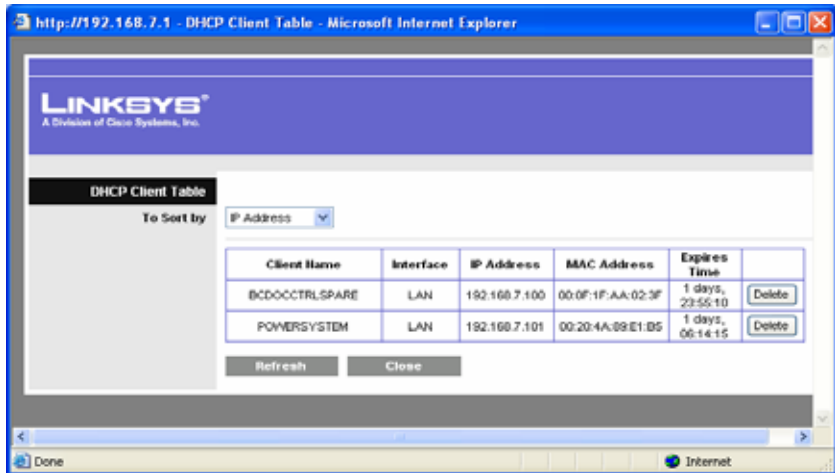 http://192.168.7.1 - DHCP Client Table - Microsoft Internet Explorer
LINKSYS®
A Division of Cisco Systems, Inc.
DHCP Client Table
To Sort by IP Address
Client Name Interface IP Address MAC Address Expires Time
BCDOCCTRLSPARE LAN 192.168.7.100 00:0F:1F:AA:02:3F 1 days, 23:55:10 Delete
POWERSYSTEM LAN 192.168.7.101 00:20:4A:89:E1:B5 1 days, 06:14:15 Delete
Refresh Close
Done Internet